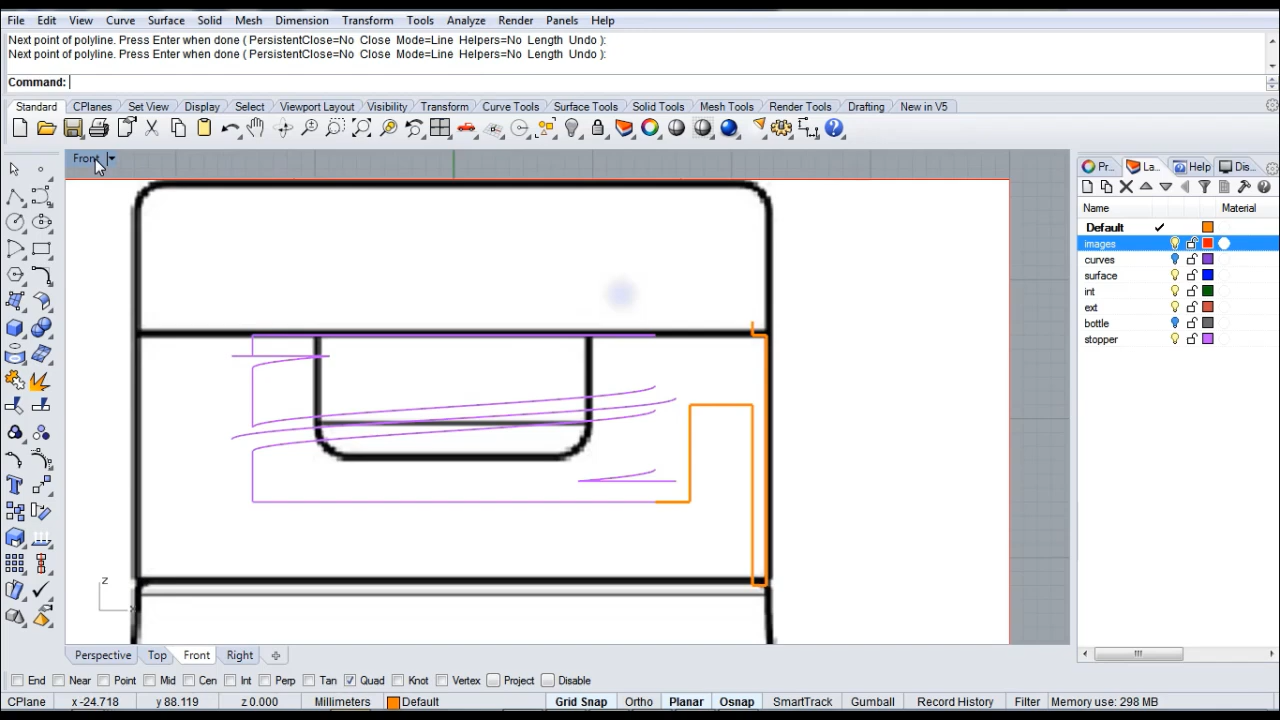 File Edit View Curve Surface Solid Mesh Dimension Transform Tools Analyze Render Panels Help
Next point of polyline. Press Enter when done ( PersistentClose=No Close Mode=Line Helpers=No Length Undo ):
Next point of polyline. Press Enter when done ( PersistentClose=No Close Mode=Line Helpers=No Length Undo ):
Command:
Standard CPlanes Set View Display Select Viewport Layout Visibility Transform Curve Tools Surface Tools Solid Tools Mesh Tools Render Tools Drafting New in V5
Front
Pr... La... Help Dis...
Name Material
Default
images
curves
surface
int
ext
bottle
stopper
z
x
Perspective Top Front Right
End Near Point Mid Cen Int Perp Tan Quad Knot Vertex Project Disable
CPlane x -24.718 y 88.119 z 0.000 Millimeters Default Grid Snap Ortho Planar Osnap SmartTrack Gumball Record History Filter Memory use: 298 MB